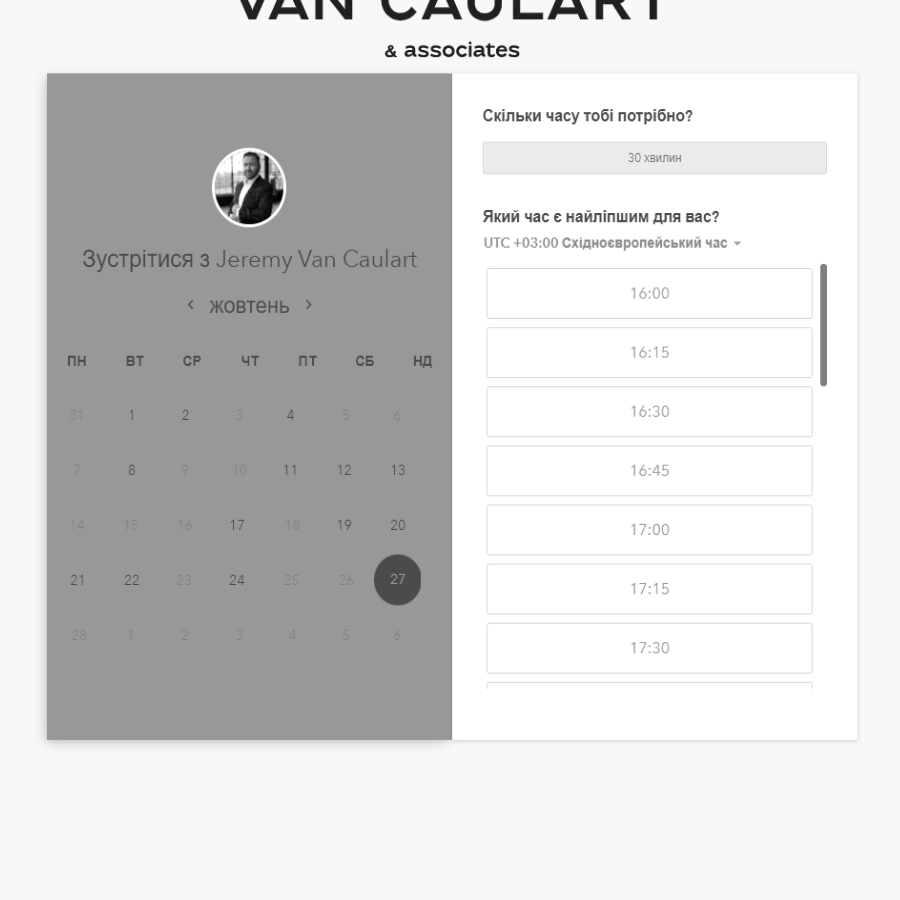 VAN CAULART
& associates
Зустрітися з Jeremy Van Caulart
жовтень
ПН ВТ СР ЧТ ПТ СБ НД
31 1 2 3 4 5 6
7 8 9 10 11 12 13
14 15 16 17 18 19 20
21 22 23 24 25 26 27
28 1 2 3 4 5 6
Скільки часу тобі потрібно?
30 хвилин
Який час є найліпшим для вас?
UTC +03:00 Східноєвропейський час
16:00
16:15
16:30
16:45
17:00
17:15
17:30